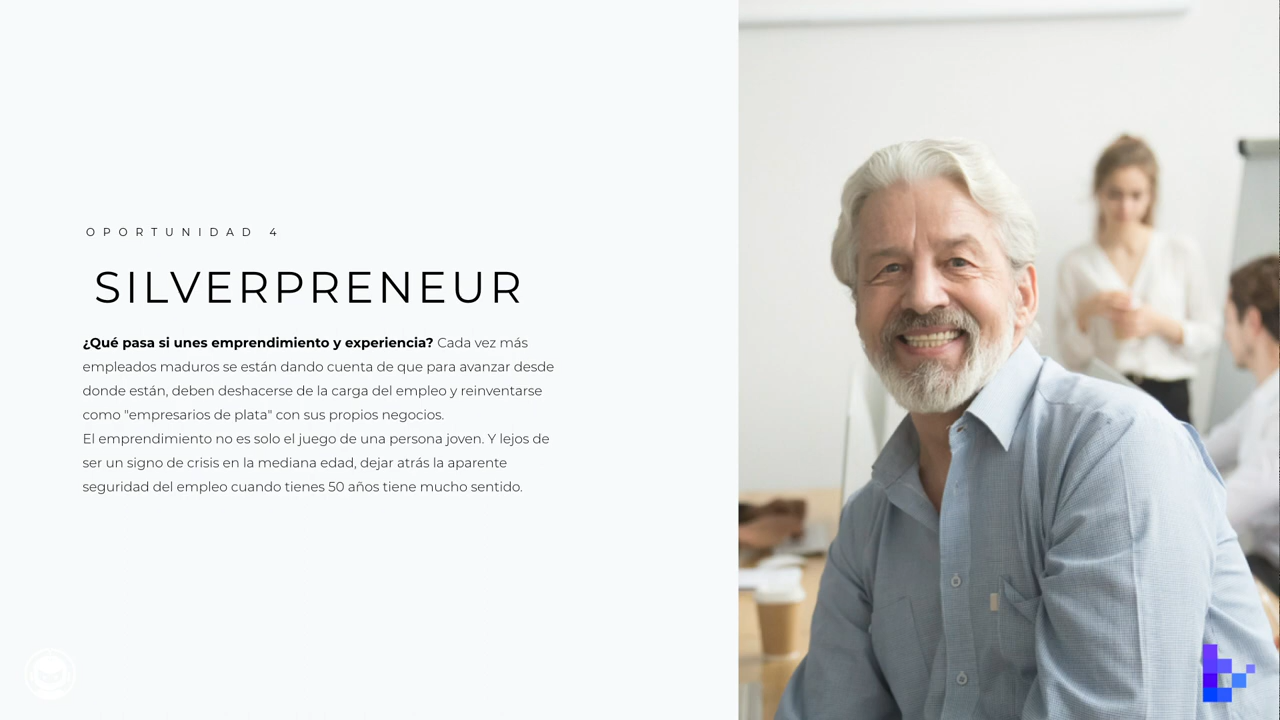 OPORTUNIDAD 4
SILVERPRENEUR
¿Qué pasa si unes emprendimiento y experiencia? Cada vez más
empleados maduros se están dando cuenta de que para avanzar desde
donde están, deben deshacerse de la carga del empleo y reinventarse
como "empresarios de plata" con sus propios negocios.
El emprendimiento no es solo el juego de una persona joven. Y lejos de
ser un signo de crisis en la mediana edad, dejar atrás la aparente
seguridad del empleo cuando tienes 50 años tiene mucho sentido.